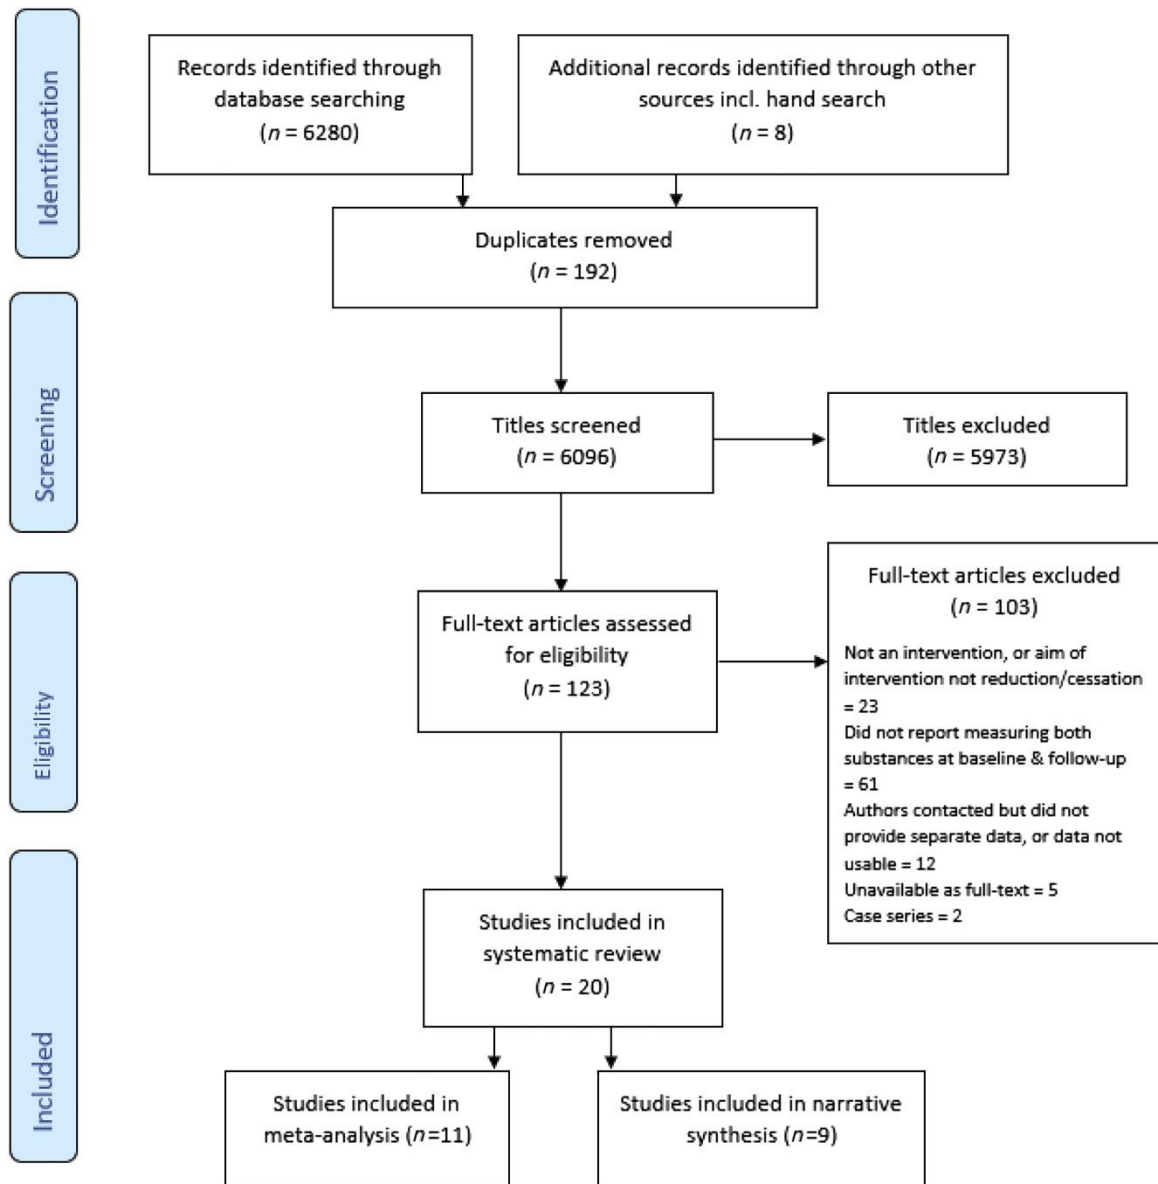 Identification
Records identified through
database searching
(n = 6280)
Additional records identified through other
sources incl. hand search
(n = 8)
Duplicates removed
(n = 192)
Screening
Titles screened
(n = 6096)
Titles excluded
(n = 5973)
Eligibility
Full-text articles assessed
for eligibility
(n = 123)
Full-text articles excluded
(n = 103)
Not an intervention, or aim of
intervention not reduction/cessation
= 23
Did not report measuring both
substances at baseline & follow-up
= 61
Authors contacted but did not
provide separate data, or data not
usable = 12
Unavailable as full-text = 5
Case series = 2
Included
Studies included in
systematic review
(n = 20)
Studies included in
meta-analysis (n=11)
Studies included in narrative
synthesis (n=9)